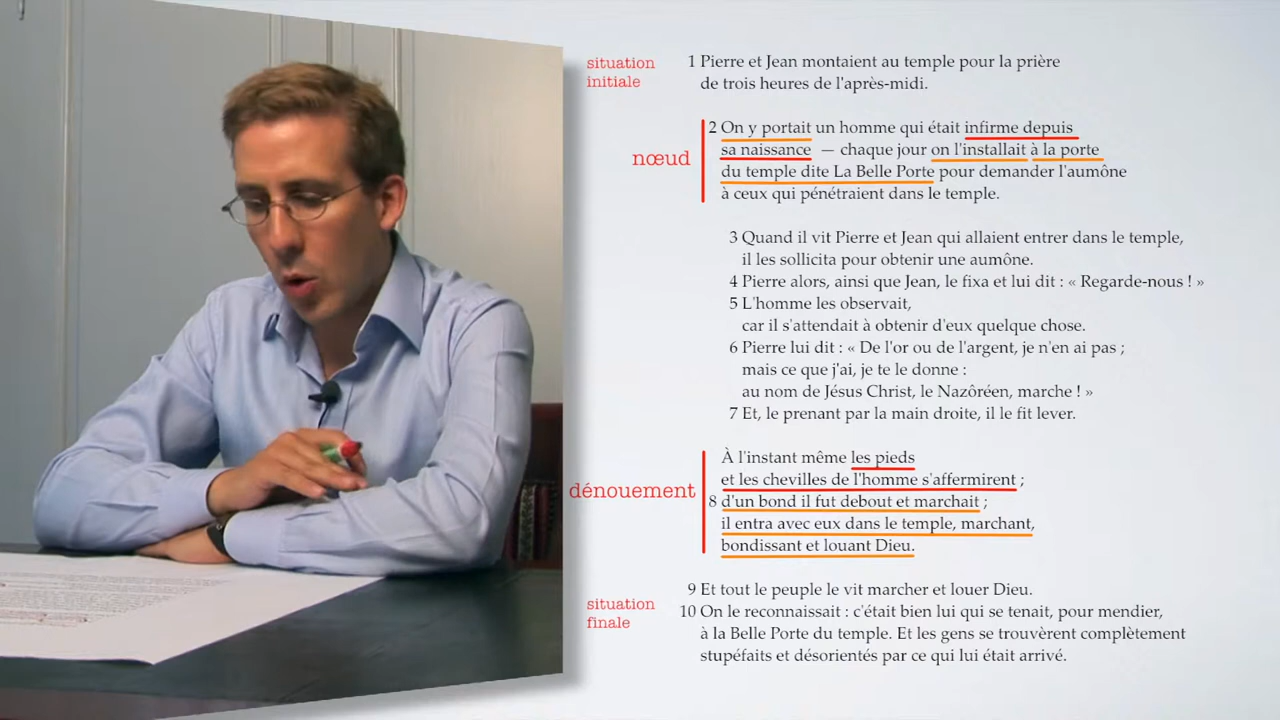 situation
initiale
1 Pierre et Jean montaient au temple pour la prière
de trois heures de l'après-midi.
nœud
2 On y portait un homme qui était infirme depuis
sa naissance — chaque jour on l'installait à la porte
du temple dite La Belle Porte pour demander l'aumône
à ceux qui pénétraient dans le temple.
3 Quand il vit Pierre et Jean qui allaient entrer dans le temple,
il les sollicita pour obtenir une aumône.
4 Pierre alors, ainsi que Jean, le fixa et lui dit : « Regarde-nous ! »
5 L'homme les observait,
car il s'attendait à obtenir d'eux quelque chose.
6 Pierre lui dit : « De l'or ou de l'argent, je n'en ai pas ;
mais ce que j'ai, je te le donne :
au nom de Jésus Christ, le Nazôréen, marche ! »
7 Et, le prenant par la main droite, il le fit lever.
dénouement
À l'instant même les pieds
et les chevilles de l'homme s'affermirent ;
8 d'un bond il fut debout et marchait ;
il entra avec eux dans le temple, marchant,
bondissant et louant Dieu.
situation
finale
9 Et tout le peuple le vit marcher et louer Dieu.
10 On le reconnaissait : c'était bien lui qui se tenait, pour mendier,
à la Belle Porte du temple. Et les gens se trouvèrent complètement
stupéfaits et désorientés par ce qui lui était arrivé.